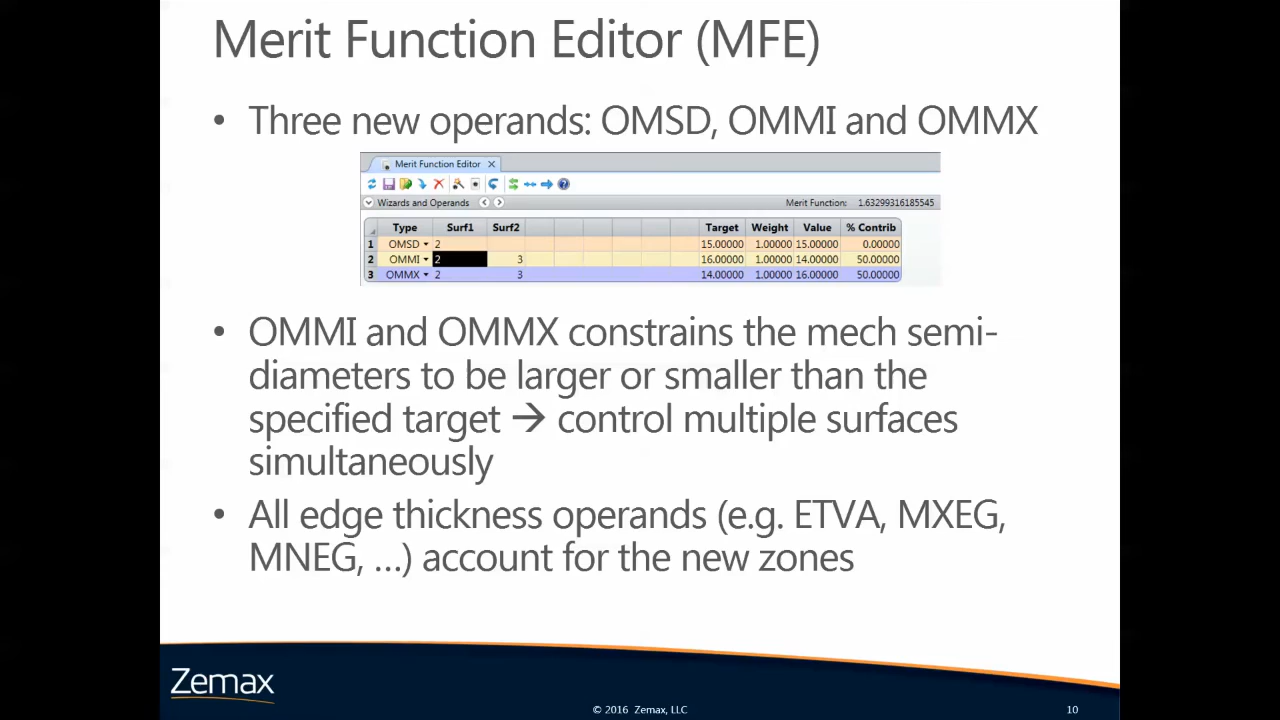 Merit Function Editor (MFE)
• Three new operands: OMSD, OMMI and OMMX
Merit Function Editor ×
Wizards and Operands < > Merit Function: 1.63299316185545
Type Surf1 Surf2 Target Weight Value % Contrib
1 OMSD 2 15.00000 1.00000 15.00000 0.00000
2 OMMI 2 3 16.00000 1.00000 14.00000 50.00000
3 OMMX 2 3 14.00000 1.00000 16.00000 50.00000
• OMMI and OMMX constrains the mech semi-
diameters to be larger or smaller than the
specified target → control multiple surfaces
simultaneously
• All edge thickness operands (e.g. ETVA, MXEG,
MNEG, …) account for the new zones
Zemax
© 2016 Zemax, LLC
10